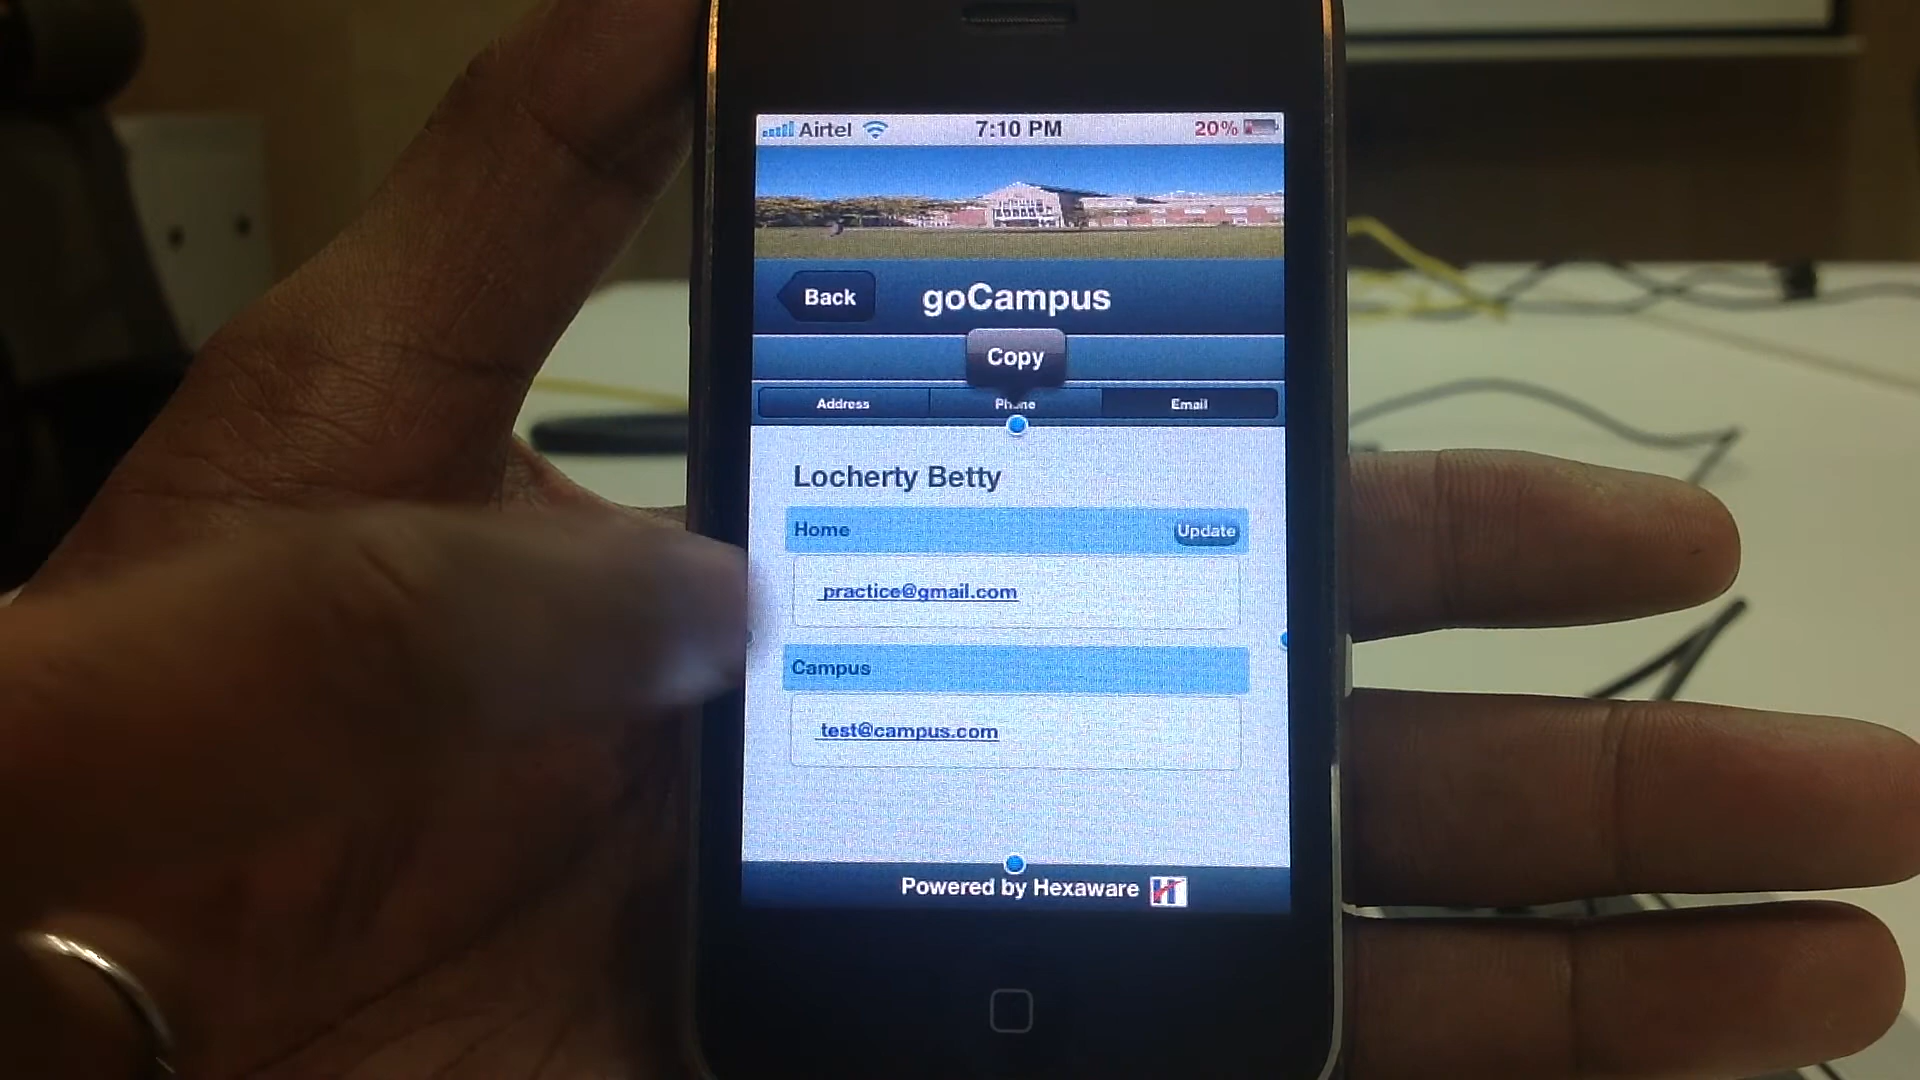 Airtel 7:10 PM 20%
Back goCampus
Copy
Address Phone Email
Locherty Betty
Home Update
practice@gmail.com
Campus
test@campus.com
Powered by Hexaware H